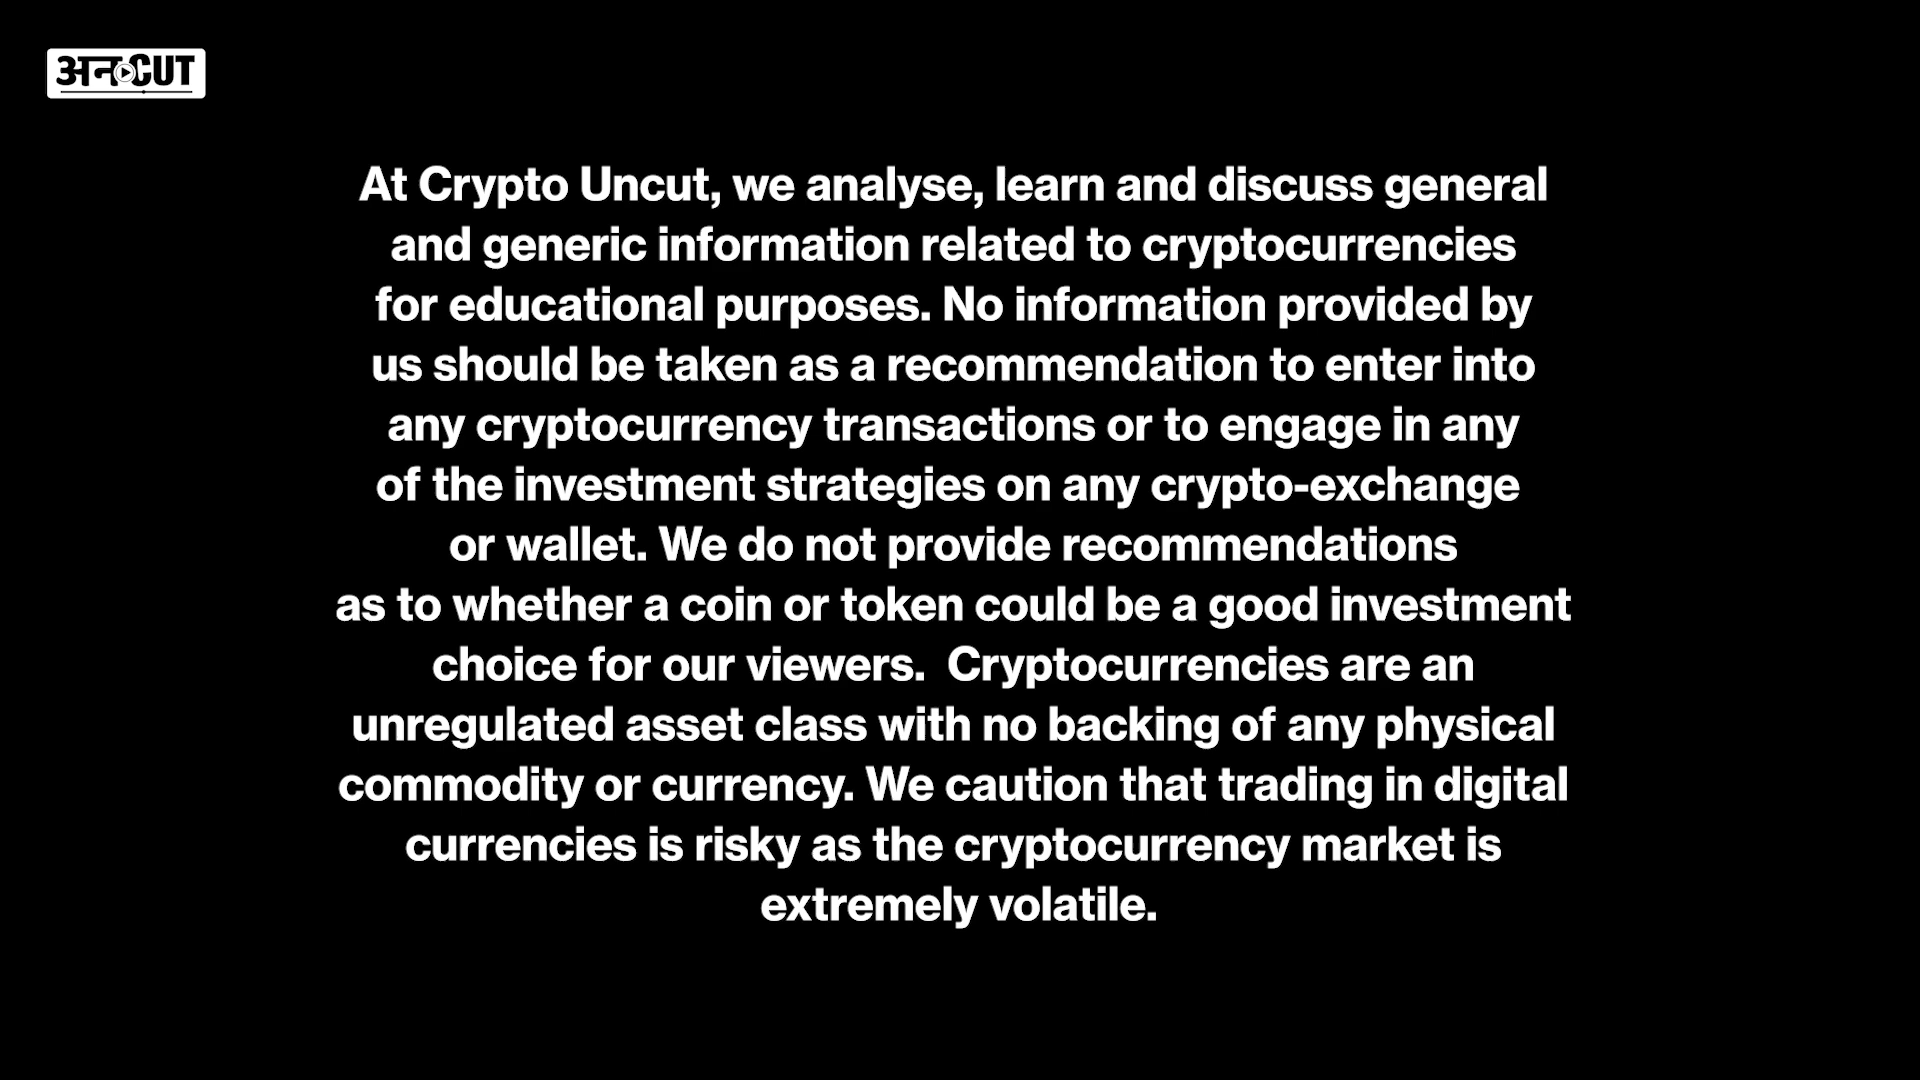 अनCUT
At Crypto Uncut, we analyse, learn and discuss general
and generic information related to cryptocurrencies
for educational purposes. No information provided by
us should be taken as a recommendation to enter into
any cryptocurrency transactions or to engage in any
of the investment strategies on any crypto-exchange
or wallet. We do not provide recommendations
as to whether a coin or token could be a good investment
choice for our viewers.  Cryptocurrencies are an
unregulated asset class with no backing of any physical
commodity or currency. We caution that trading in digital
currencies is risky as the cryptocurrency market is
extremely volatile.